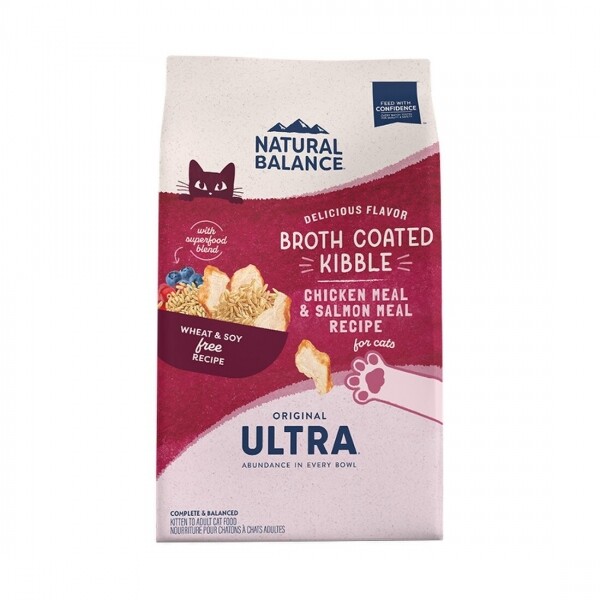 FEED WITH
CONFIDENCE
NATURAL
BALANCE
DELICIOUS FLAVOR
BROTH COATED
KIBBLE
CHICKEN MEAL
& SALMON MEAL
RECIPE
for cats
with
superfood
blend
WHEAT & SOY
free
RECIPE
ORIGINAL
ULTRA
ABUNDANCE IN EVERY BOWL
COMPLETE & BALANCED
KITTEN TO ADULT CAT FOOD
NOURRITURE POUR CHATONS À CHATS ADULTES